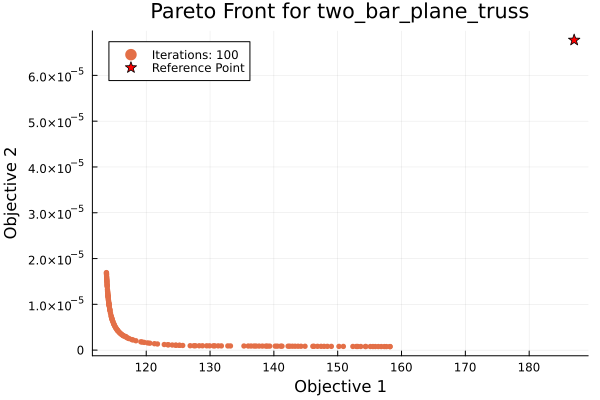 Pareto Front for two_bar_plane_truss
Iterations: 100
Reference Point
6.0×10⁻⁵
5.0×10⁻⁵
4.0×10⁻⁵
3.0×10⁻⁵
2.0×10⁻⁵
1.0×10⁻⁵
0
Objective 2
120 130 140 150 160 170 180
Objective 1